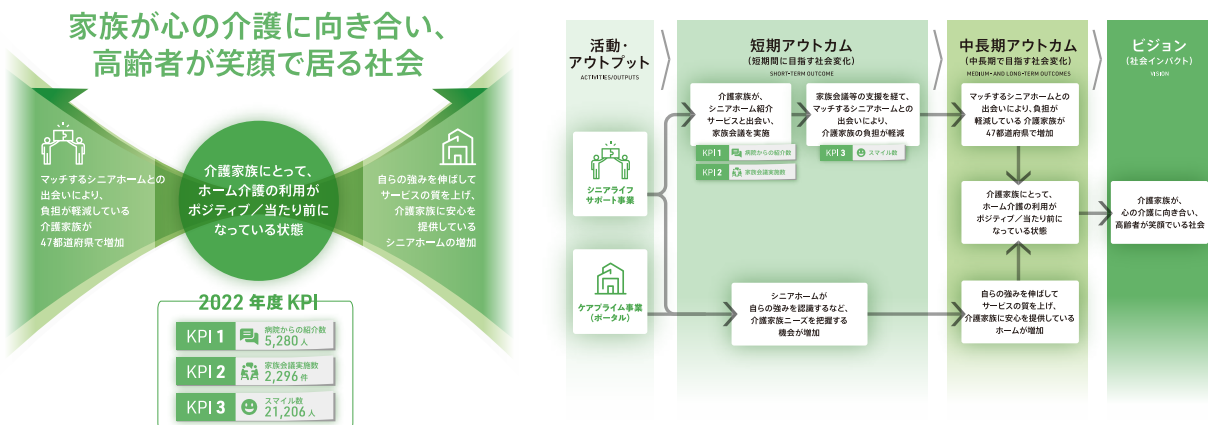 家族が心の介護に向き合い、
高齢者が笑顔で居る社会
マッチするシニアホームとの
出会いにより、
負担が軽減している
介護家族が
47都道府県で増加
介護家族にとって、
ホーム介護の利用が
ポジティブ／当たり前に
なっている状態
自らの強みを伸ばして
サービスの質を上げ、
介護家族に安心を
提供している
シニアホームの増加
2022 年度 KPI
KPI 1
病院からの紹介数
5,280 人
KPI 2
家族会議実施数
2,296 件
KPI 3
スマイル数
21,206 人
活動・
アウトプット
ACTIVITIES/OUTPUTS
シニアライフ
サポート事業
ケアプライム事業
（ポータル）
短期アウトカム
（短期間に目指す社会変化）
SHORT-TERM OUTCOME
介護家族が、
シニアホーム紹介
サービスと出会い、
家族会議を実施
KPI 1 病院からの紹介数
KPI 2 家族会議実施数
家族会議等の支援を経て、
マッチするシニアホームとの
出会いにより、
介護家族の負担が軽減
KPI 3 スマイル数
シニアホームが
自らの強みを認識するなど、
介護家族ニーズを把握する
機会が増加
中長期アウトカム
（中長期で目指す社会変化）
MEDIUM- AND LONG-TERM OUTCOMES
マッチするシニアホームとの
出会いにより、負担が
軽減している 介護家族が
47都道府県で増加
介護家族にとって、
ホーム介護の利用が
ポジティブ／当たり前に
なっている状態
自らの強みを伸ばして
サービスの質を上げ、
介護家族に安心を提供している
ホームが増加
ビジョン
（社会インパクト）
VISION
介護家族が、
心の介護に向き合い、
高齢者が笑顔でいる社会